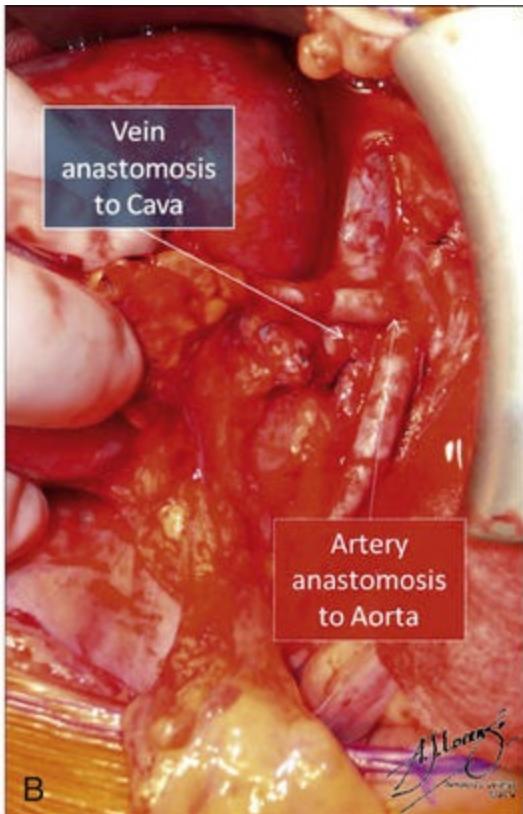 Vein
anastomosis
to Cava
Artery
anastomosis
to Aorta
B